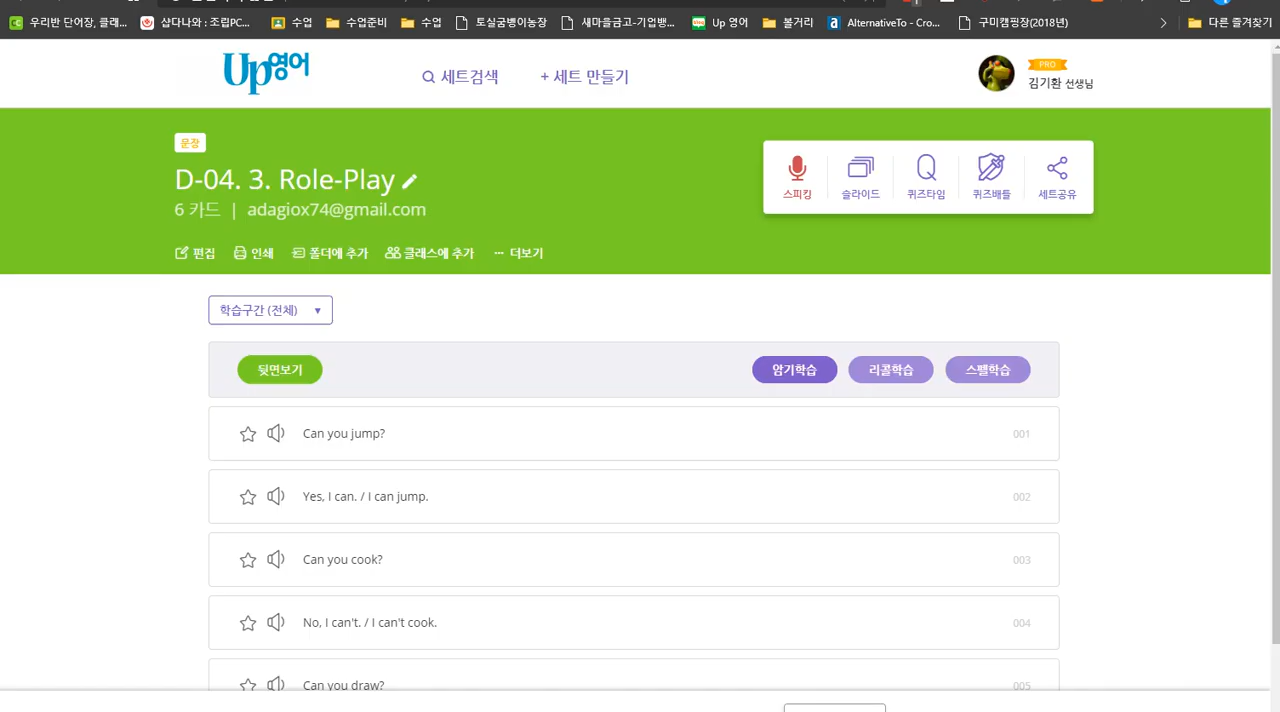 우리반 단어장, 클래... 샵다나와 : 조립PC... 수업 수업준비 수업 토실금뱅이농장 새마을금고-기업뱅... Up 영어 볼거리 AlternativeTo - Cro... 구미캠핑장(2018년) 다른 즐겨찾기
Up영어 세트검색 + 세트 만들기
PRO
김기환 선생님
문장
D-04. 3. Role-Play
6 카드 | adagiox74@gmail.com
스피킹 슬라이드 퀴즈타임 퀴즈배틀 세트공유
편집 인쇄 폴더에 추가 클래스에 추가 ··· 더보기
학습구간 (전체) ▼
뒷면보기 암기학습 리콜학습 스펠학습
Can you jump? 001
Yes, I can. / I can jump. 002
Can you cook? 003
No, I can't. / I can't cook. 004
Can you draw? 005